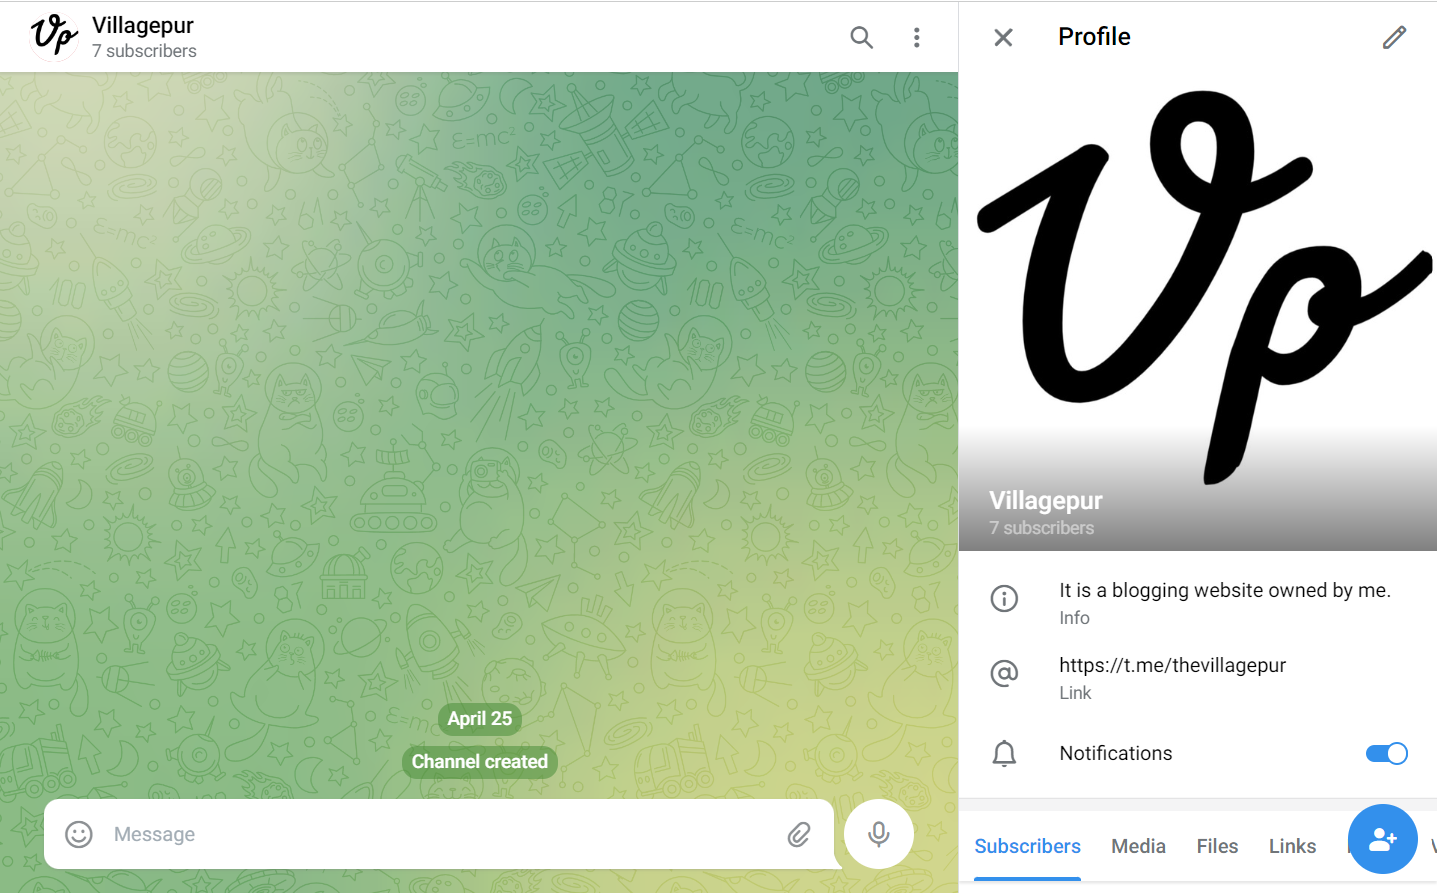 Vp
Villagepur
7 subscribers
April 25
Channel created
Message
Profile
Vp
Villagepur
7 subscribers
It is a blogging website owned by me.
Info
https://t.me/thevillagepur
Link
Notifications
Subscribers Media Files Links